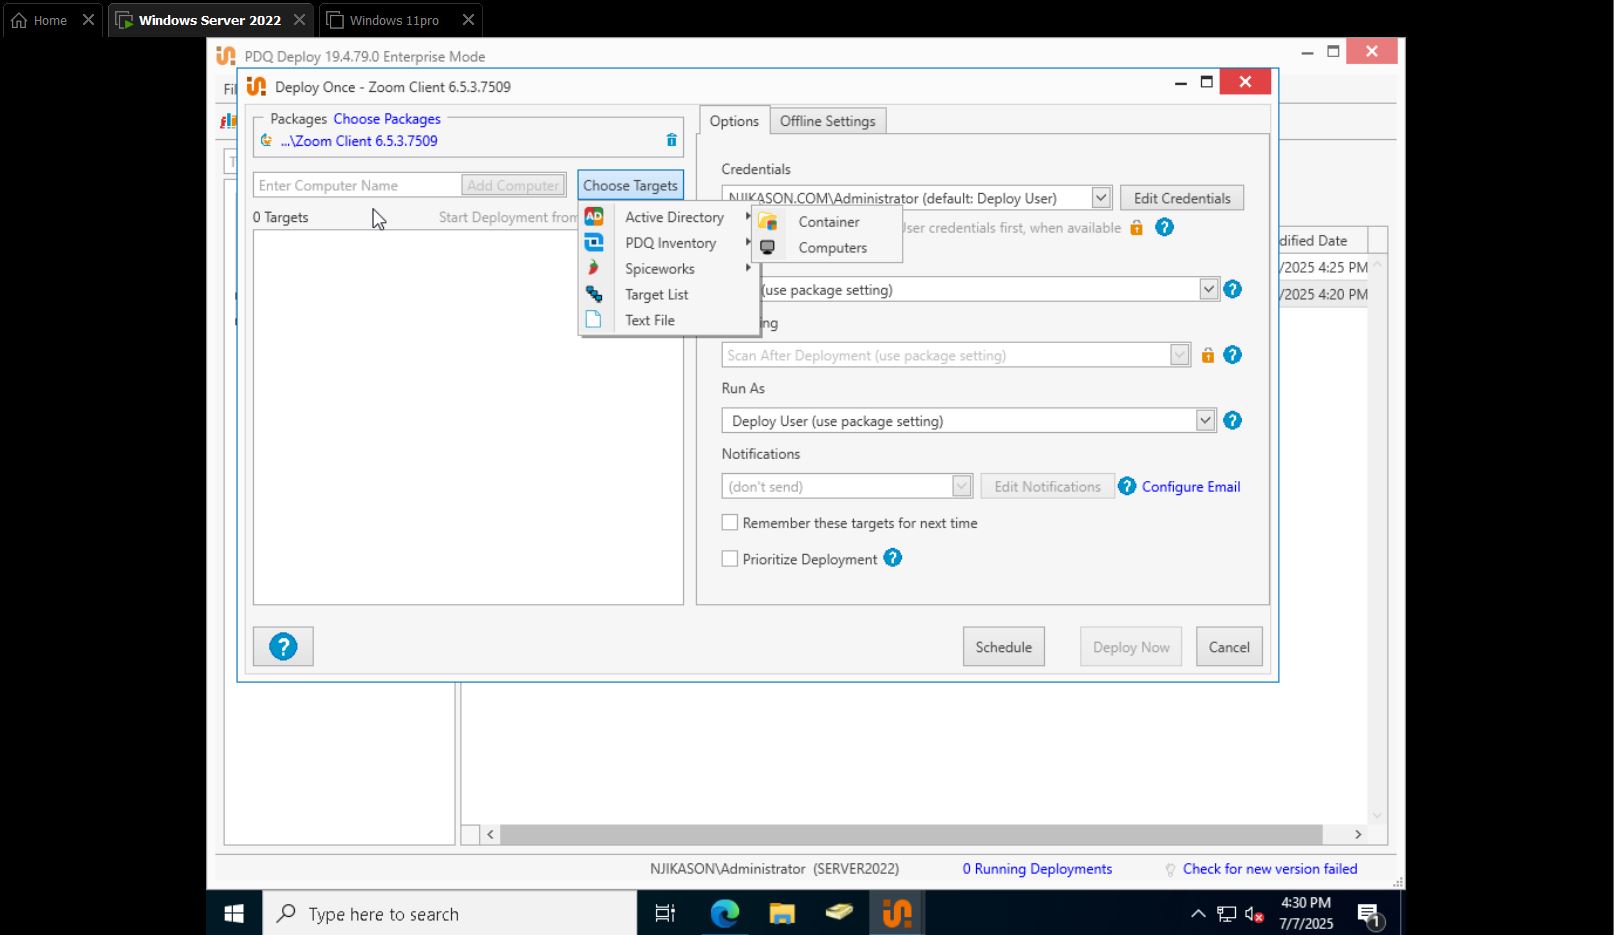 Home
Windows Server 2022
Windows 11pro
PDQ Deploy 19.4.79.0 Enterprise Mode
Deploy Once - Zoom Client 6.5.3.7509
Packages Choose Packages
...\Zoom Client 6.5.3.7509
Enter Computer Name
Add Computer
Choose Targets
0 Targets
Start Deployment from
AD Active Directory
PDQ Inventory
Spiceworks
Target List
Text File
Container
Computers
Options
Offline Settings
Credentials
NJIKASON.COM\Administrator (default: Deploy User)
Edit Credentials
User credentials first, when available
(use package setting)
Scan After Deployment (use package setting)
Run As
Deploy User (use package setting)
Notifications
(don't send)
Edit Notifications
Configure Email
Remember these targets for next time
Prioritize Deployment
Schedule
Deploy Now
Cancel
dified Date
/2025 4:25 PM
/2025 4:20 PM
NJIKASON\Administrator (SERVER2022)
0 Running Deployments
Check for new version failed
Type here to search
4:30 PM
7/7/2025
1